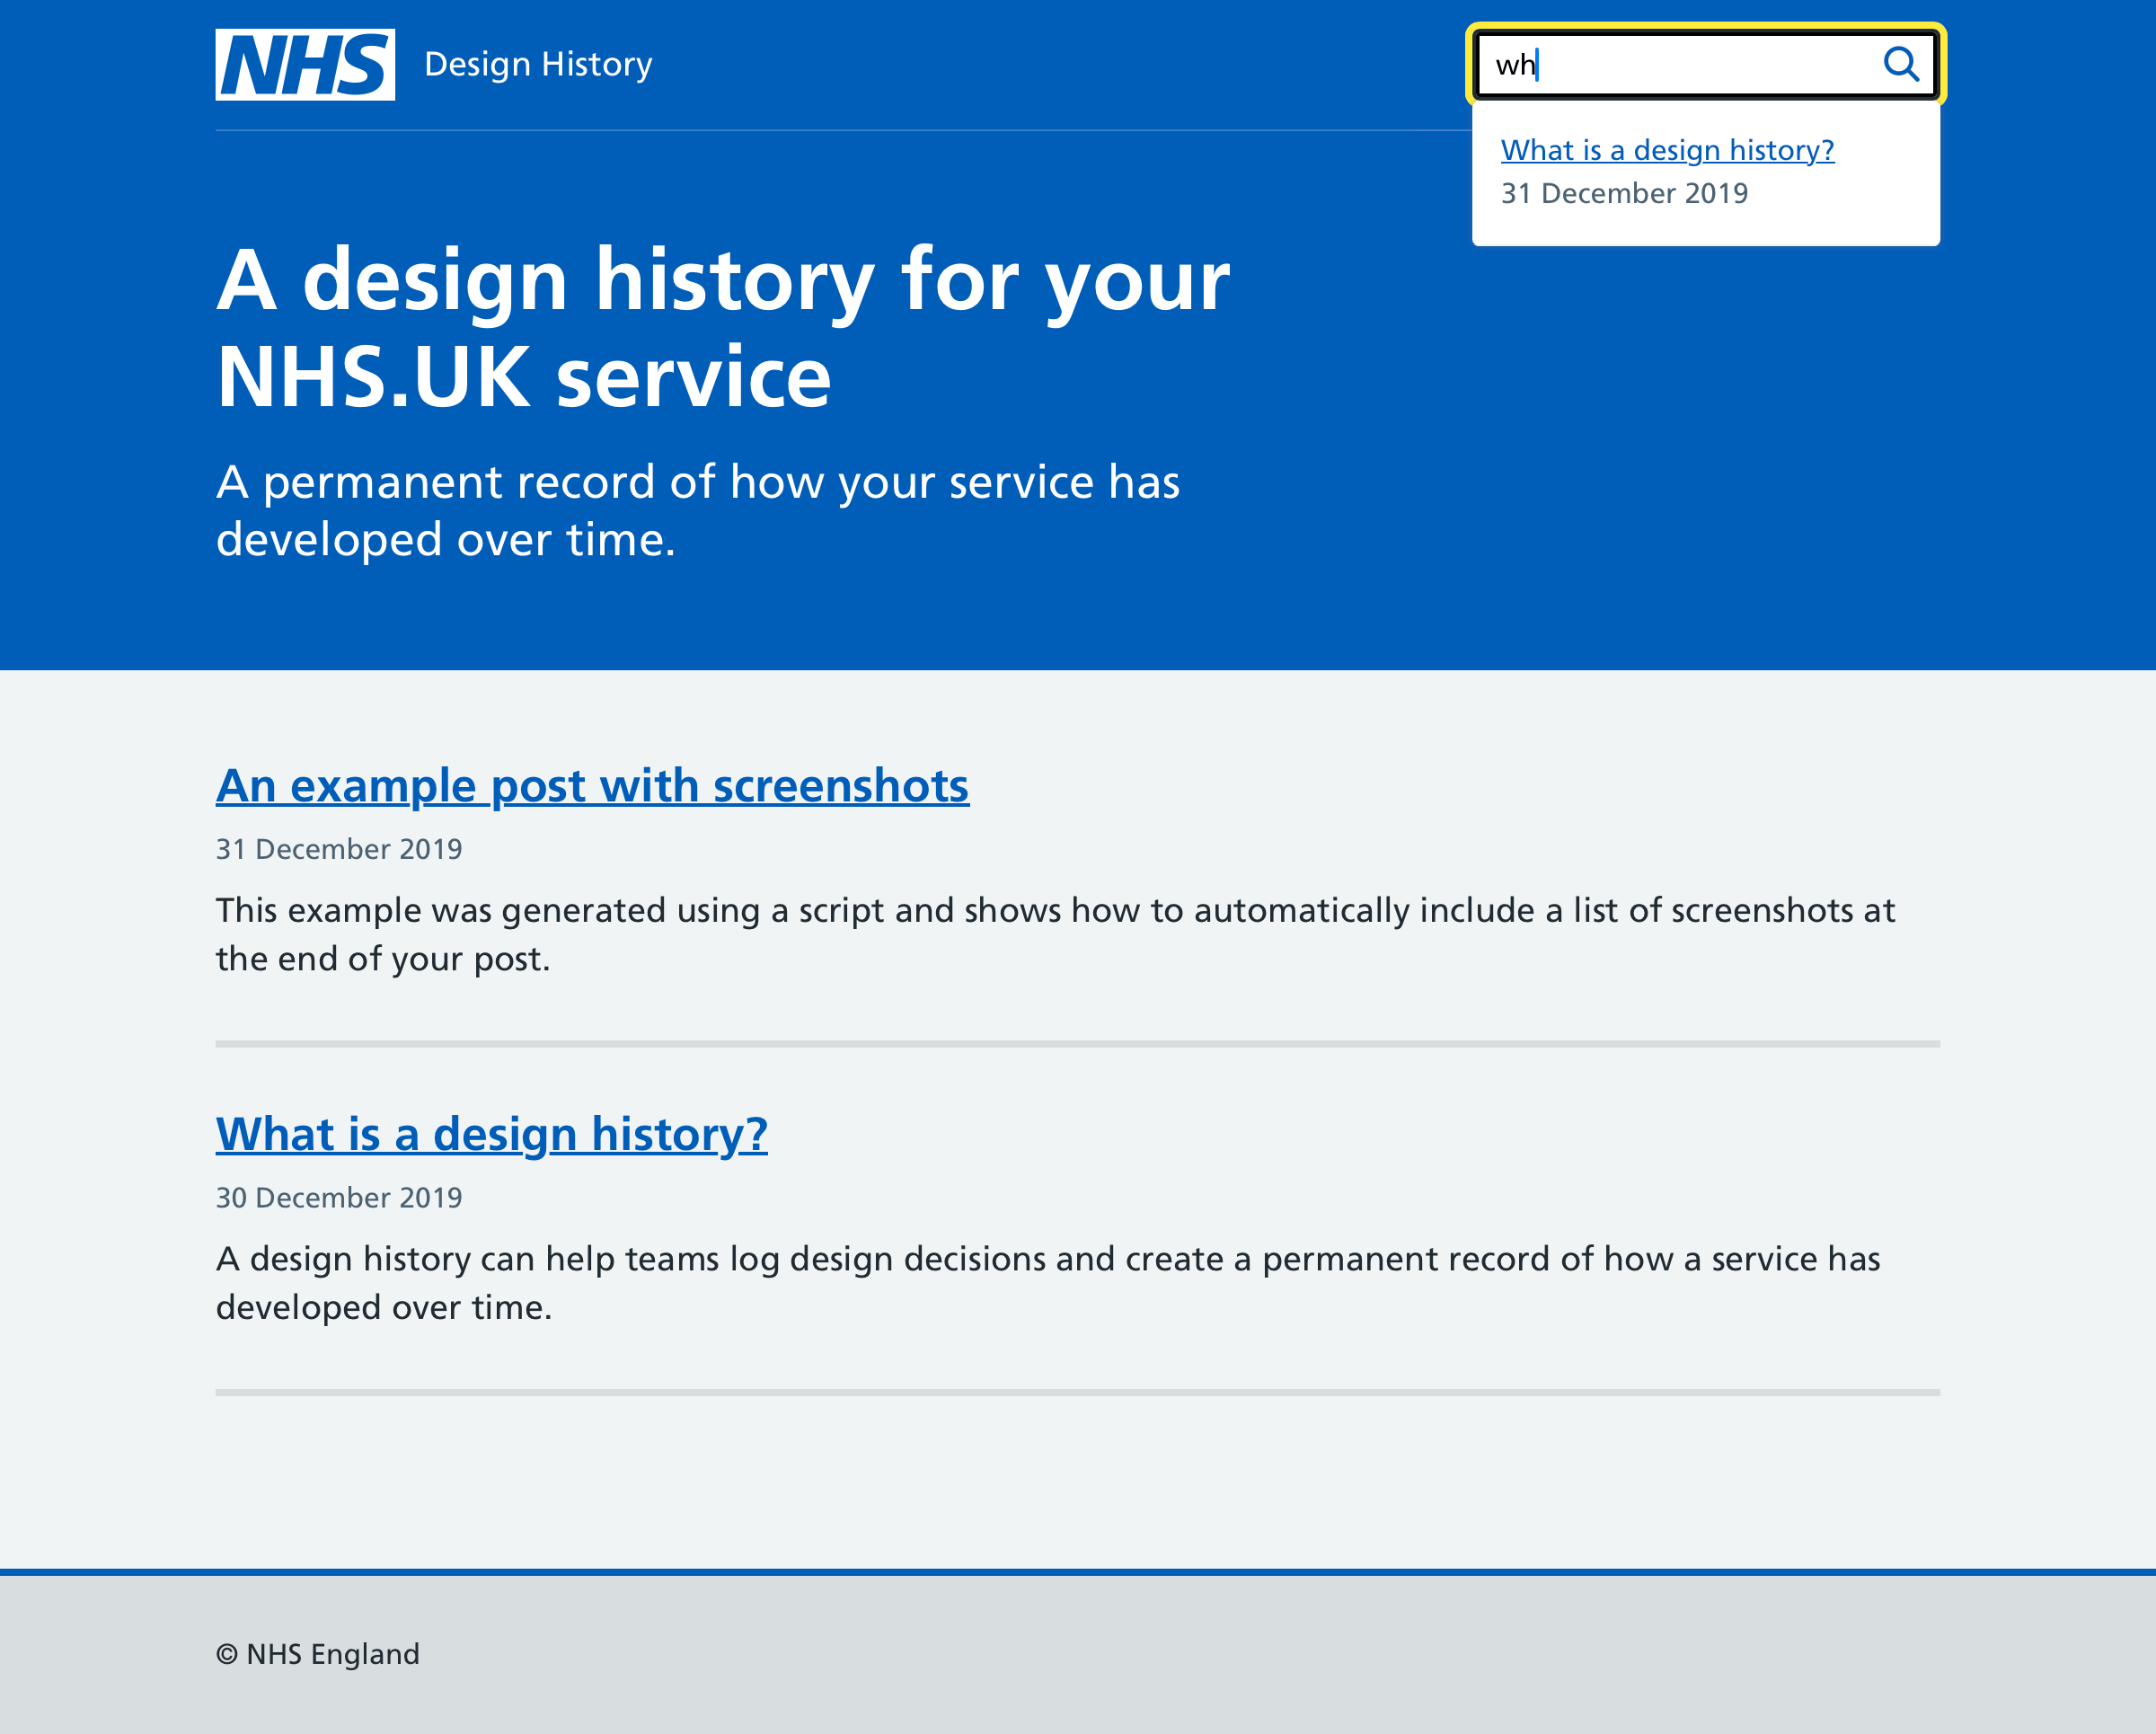 NHS Design History
wh
What is a design history?
31 December 2019
A design history for your
NHS.UK service
A permanent record of how your service has
developed over time.
An example post with screenshots
31 December 2019
This example was generated using a script and shows how to automatically include a list of screenshots at
the end of your post.
What is a design history?
30 December 2019
A design history can help teams log design decisions and create a permanent record of how a service has
developed over time.
© NHS England